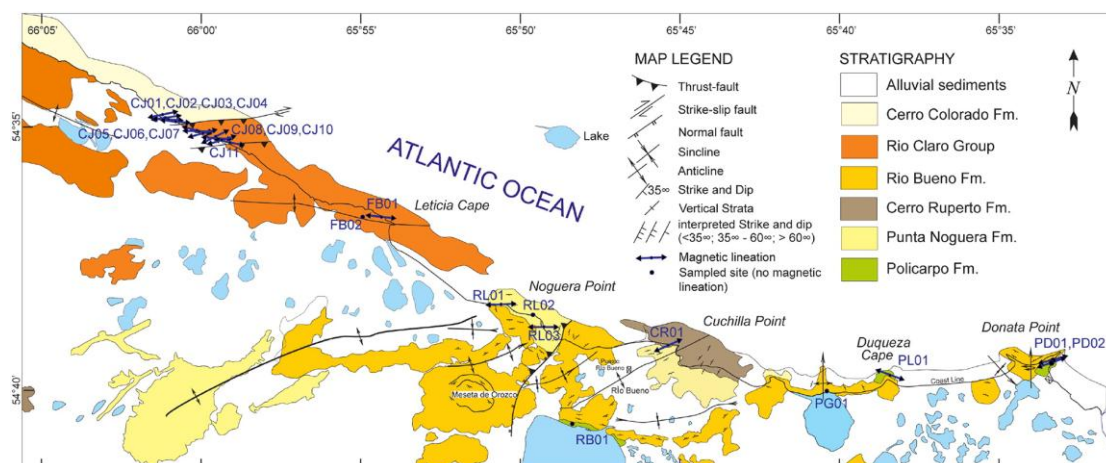 66°05' 66°00' 65°55' 65°50' 65°45' 65°40' 65°35'
MAP LEGEND
Thrust-fault
Strike-slip fault
Normal fault
Sincline
Anticline
35∞ Strike and Dip
Vertical Strata
interpreted Strike and dip
(<35∞; 35∞ - 60∞; > 60∞)
Magnetic lineation
Sampled site (no magnetic
lineation)
STRATIGRAPHY
Alluvial sediments
Cerro Colorado Fm.
Rio Claro Group
Rio Bueno Fm.
Cerro Ruperto Fm.
Punta Noguera Fm.
Policarpo Fm.
N
Lake
54°35'
54°40'
CJ01,CJ02,CJ03,CJ04
CJ05,CJ06,CJ07
CJ08,CJ09,CJ10
CJ11
ATLANTIC OCEAN
FB01
Leticia Cape
FB02
Noguera Point
RL01
RL02
RL03
CR01
Cuchilla Point
Donata Point
PD01,PD02
Duqueza
Cape
PL01
Río Bueno
Meseta de Orozco
Coast Line
PG01
RB01